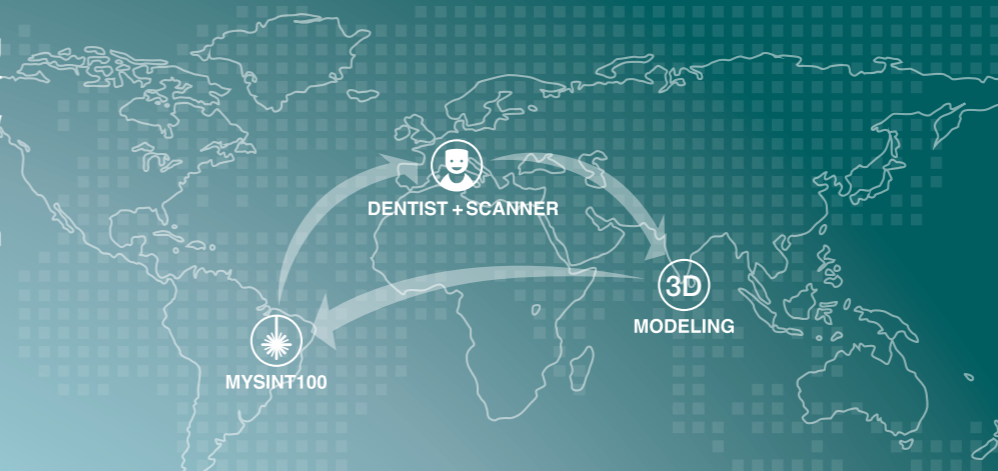 DENTIST + SCANNER
3D
MODELING
MYSINT100